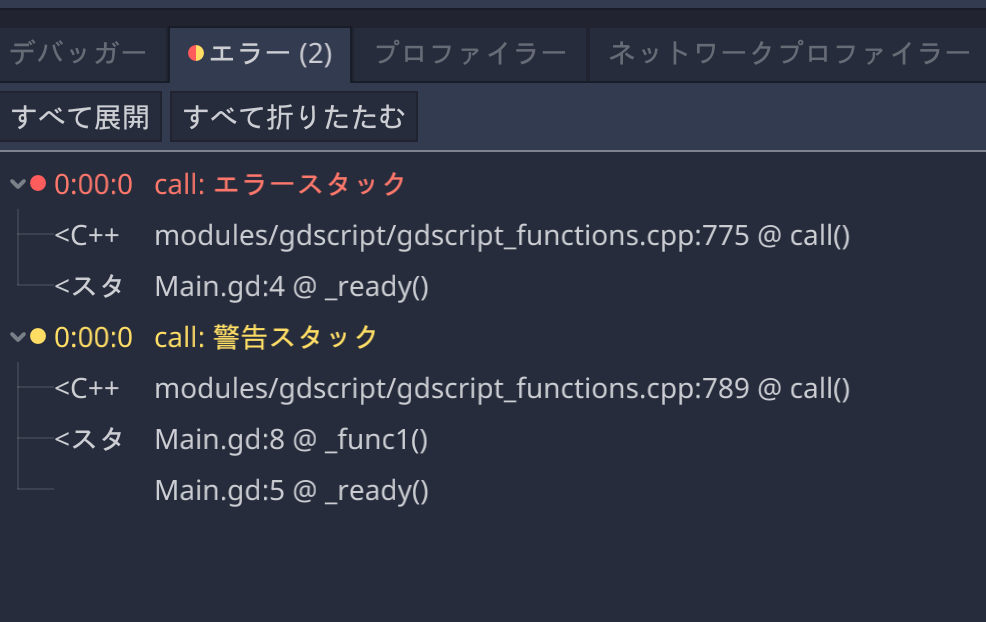 デバッガー エラー (2) プロファイラー ネットワークプロファイラー
すべて展開 すべて折りたたむ
0:00:0 call: エラースタック
<C++ modules/gdscript/gdscript_functions.cpp:775 @ call()
<スタ Main.gd:4 @ _ready()
0:00:0 call: 警告スタック
<C++ modules/gdscript/gdscript_functions.cpp:789 @ call()
<スタ Main.gd:8 @ _func1()
Main.gd:5 @ _ready()